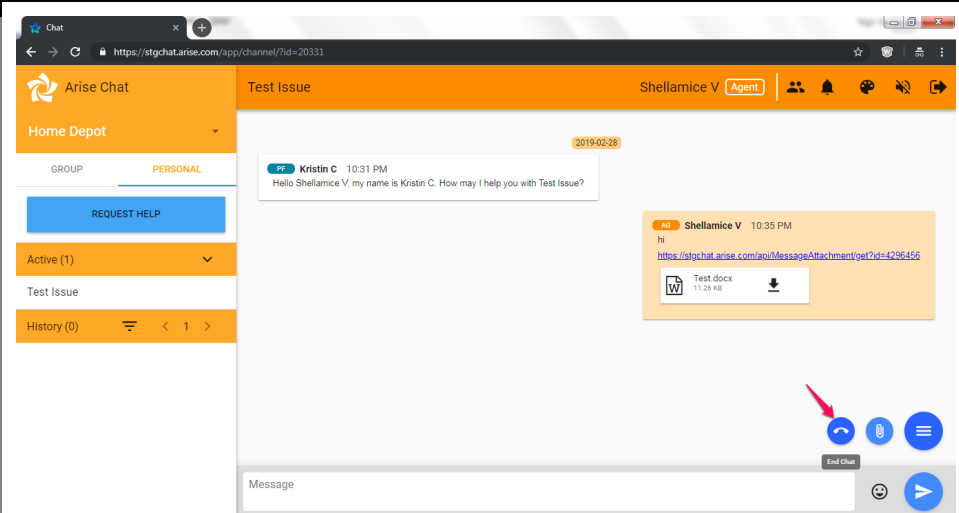 Chat
https://stgchat.arise.com/app/channel/?id=20331
Arise Chat
Test Issue
Shellamice V Agent
Home Depot
GROUP PERSONAL
REQUEST HELP
Active (1)
Test Issue
History (0) 1
2019-02-28
PF Kristin C 10:31 PM
Hello Shellamice V, my name is Kristin C. How may I help you with Test Issue?
AG Shellamice V 10:35 PM
hi
https://stgchat.arise.com/api/MessageAttachment/get?id=4296456
W Test.docx
11.26 KB
End Chat
Message